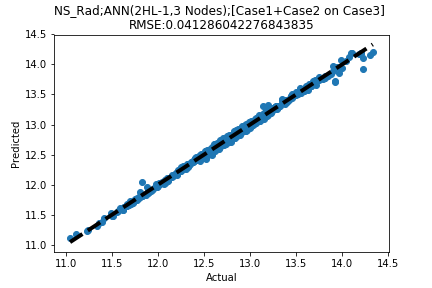 NS_Rad;ANN(2HL-1,3 Nodes);[Case1+Case2 on Case3]
RMSE:0.041286042276843835
14.5
14.0
13.5
13.0
12.5
12.0
11.5
11.0
Predicted
11.0 11.5 12.0 12.5 13.0 13.5 14.0 14.5
Actual